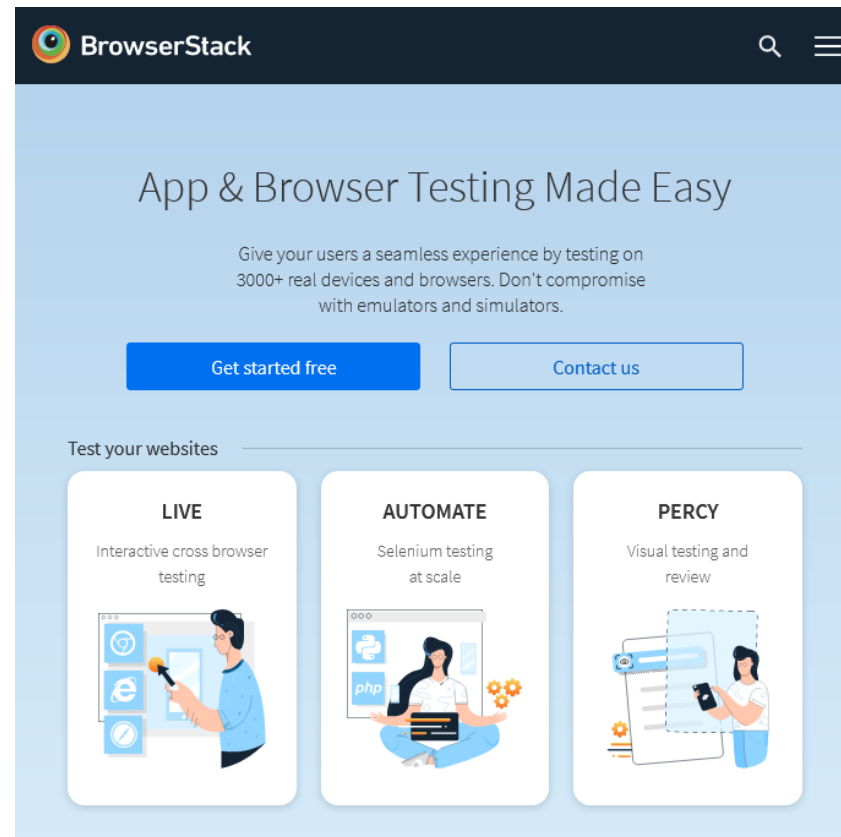 BrowserStack
App & Browser Testing Made Easy
Give your users a seamless experience by testing on
3000+ real devices and browsers. Don't compromise
with emulators and simulators.
Get started free
Contact us
Test your websites
LIVE
Interactive cross browser
testing
AUTOMATE
Selenium testing
at scale
php
PERCY
Visual testing and
review